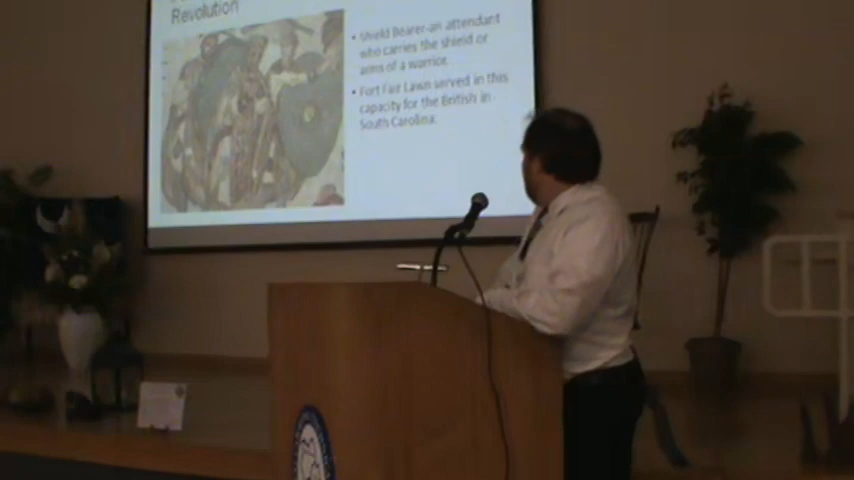 Revolution
• Shield Bearer-an attendant
who carries the shield or
arms of a warrior.
• Fort Fair Lawn served in this
capacity for the British in
South Carolina.